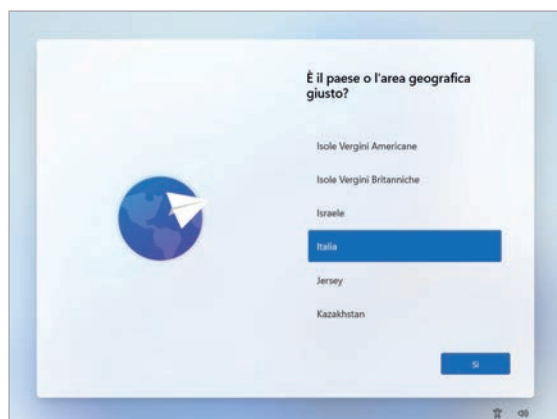 È il paese o l'area geografica
giusto?
Isole Vergini Americane
Isole Vergini Britanniche
Israele
Italia
Jersey
Kazakhstan
Sì